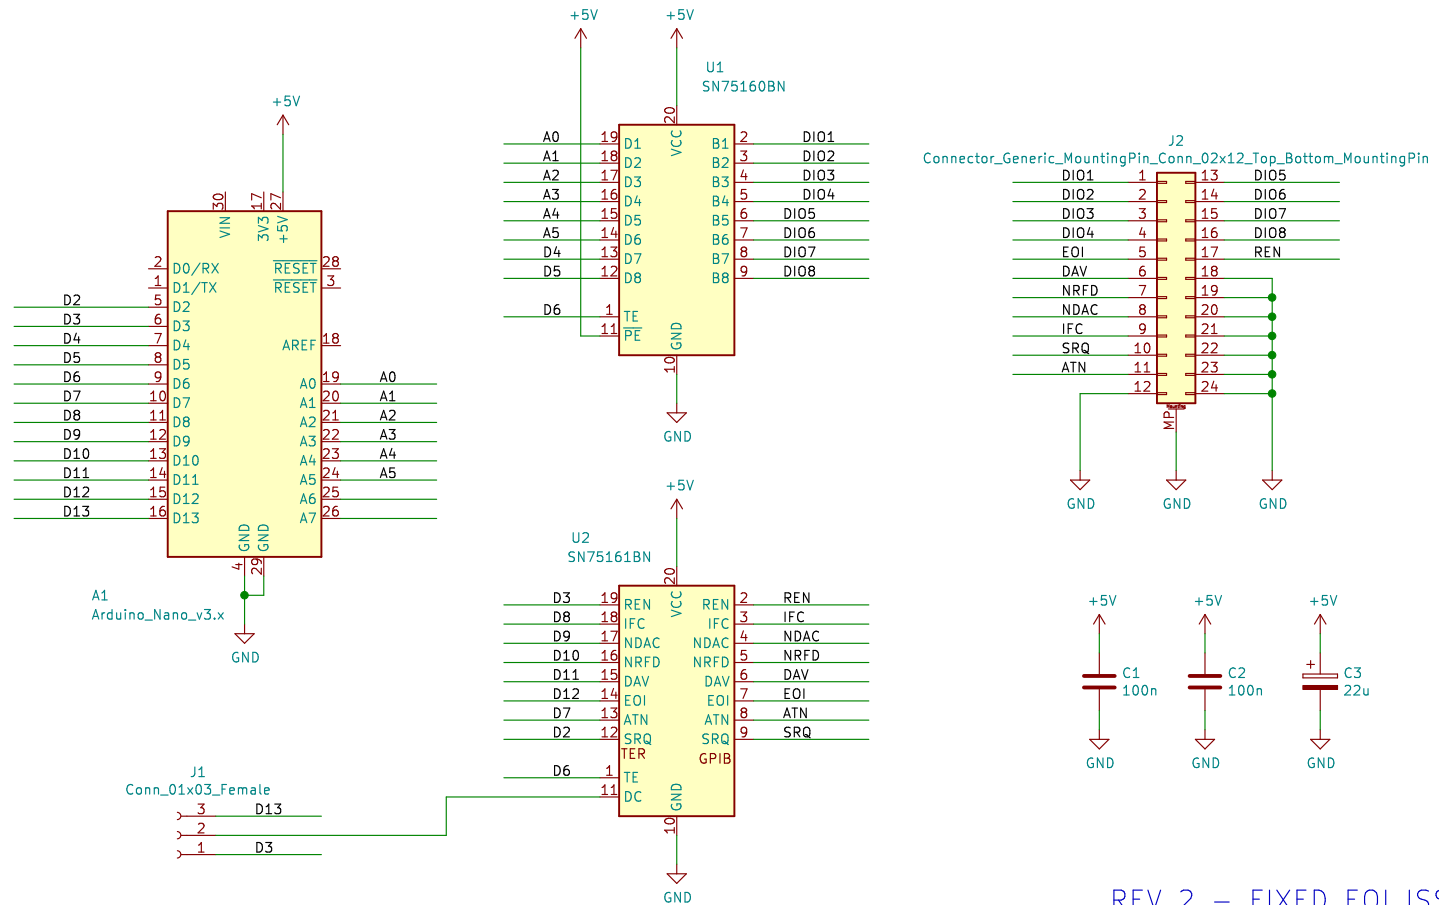 +5V
+5V
U1
SN75160BN
20
VCC
A0 19 D1 B1 2 DIO1
A1 18 D2 B2 3 DIO2
A2 17 D3 B3 4 DIO3
A3 16 D4 B4 5 DIO4
A4 15 D5 B5 6 DIO5
A5 14 D6 B6 7 DIO6
D4 13 D7 B7 8 DIO7
D5 12 D8 B8 9 DIO8
D6 1 TE
11 PE
GND
10
GND
+5V
30 17 27
VIN 3V3 +5V
2 D0/RX RESET 28
1 D1/TX RESET 3
D2 5 D2
D3 6 D3
D4 7 D4 AREF 18
D5 8 D5
D6 9 D6 A0 19 A0
D7 10 D7 A1 20 A1
D8 11 D8 A2 21 A2
D9 12 D9 A3 22 A3
D10 13 D10 A4 23 A4
D11 14 D11 A5 24 A5
D12 15 D12 A6 25
D13 16 D13 A7 26
GND GND
4 29
A1
Arduino_Nano_v3.x
GND
J2
Connector_Generic_MountingPin_Conn_02x12_Top_Bottom_MountingPin
DIO1 1 13 DIO5
DIO2 2 14 DIO6
DIO3 3 15 DIO7
DIO4 4 16 DIO8
EOI 5 17 REN
DAV 6 18
NRFD 7 19
NDAC 8 20
IFC 9 21
SRQ 10 22
ATN 11 23
12 24
Mounting
MP
GND GND GND
+5V
U2
SN75161BN
20
VCC
D3 19 REN REN 2 REN
D8 18 IFC IFC 3 IFC
D9 17 NDAC NDAC 4 NDAC
D10 16 NRFD NRFD 5 NRFD
D11 15 DAV DAV 6 DAV
D12 14 EOI EOI 7 EOI
D7 13 ATN ATN 8 ATN
D2 12 SRQ SRQ 9 SRQ
TER GPIB
D6 1 TE
11 DC
GND
10
GND
J1
Conn_01x03_Female
3 D13
2
1 D3
+5V +5V +5V
+
C1 C2 C3
100n 100n 22u
GND GND GND
REV 2 – FIXED EOI ISS